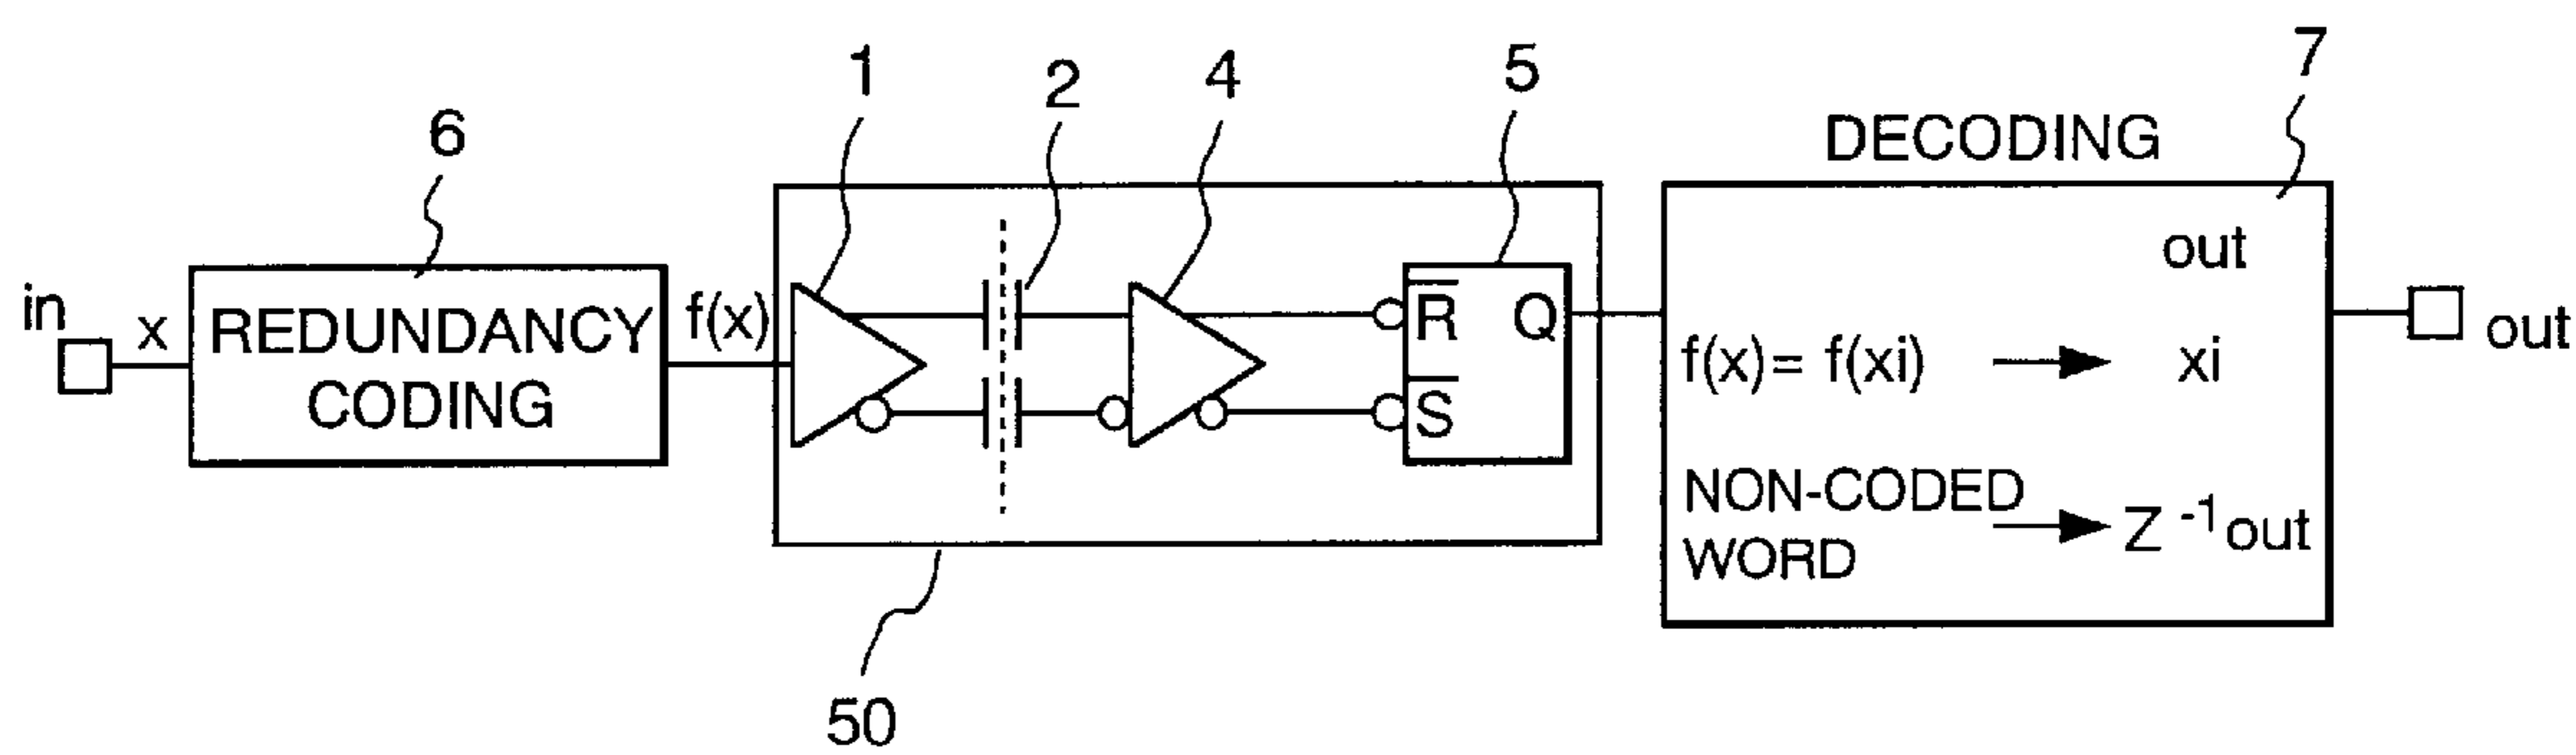 1
2
4
5
7
6
DECODING
in
x
REDUNDANCY
CODING
f(x)
R̅
Q
S̅
out
f(x)= f(xi) → xi
NON-CODED
WORD → Z⁻¹out
out
50